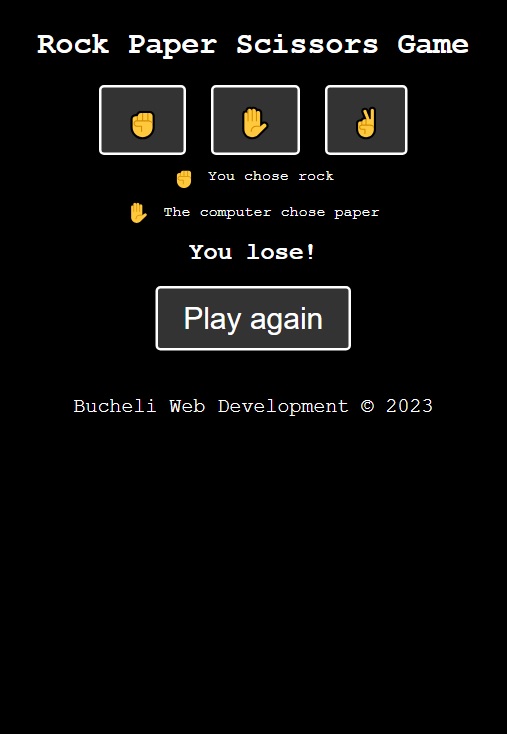 Rock Paper Scissors Game
You chose rock
The computer chose paper
You lose!
Play again
Bucheli Web Development © 2023